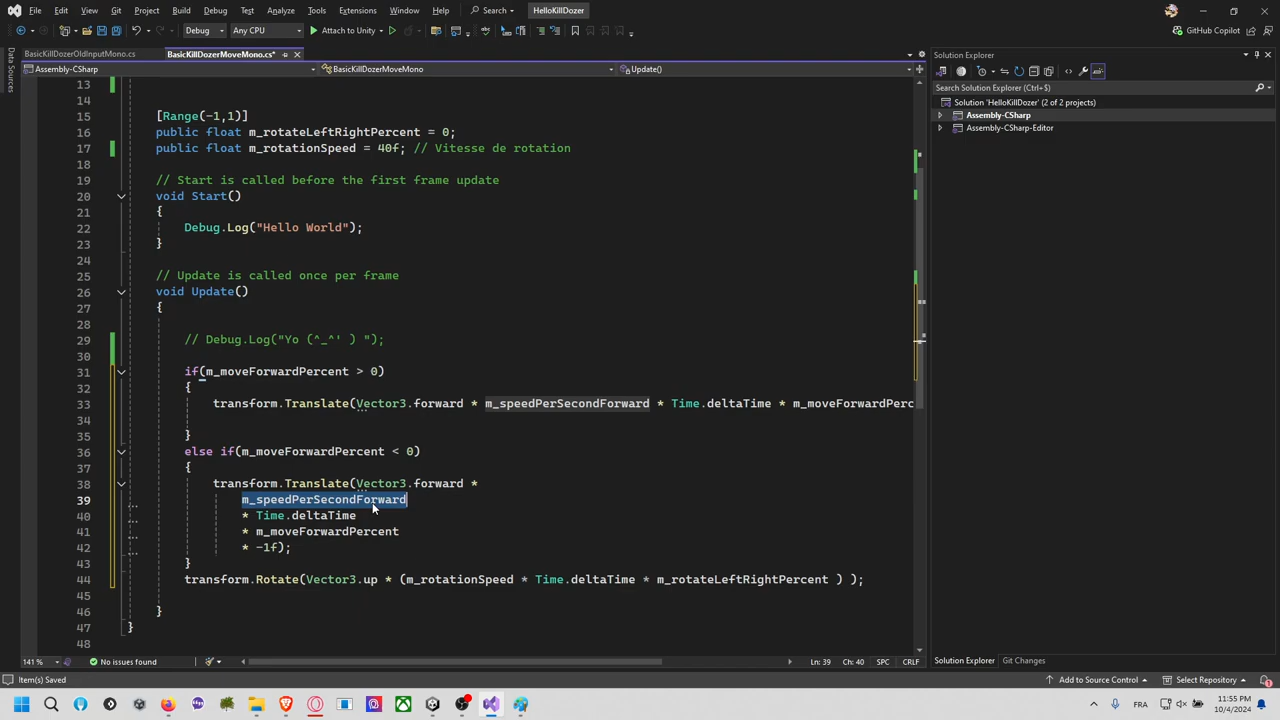 File Edit View Git Project Build Debug Test Analyze Tools Extensions Window Help Search HelloKillDozer
Debug Any CPU Attach to Unity GitHub Copilot
Data Sources
BasicKillDozerOldInputMono.cs BasicKillDozerMoveMono.cs*
Assembly-CSharp BasicKillDozerMoveMono Update()
13
14
15 [Range(-1,1)]
16 public float m_rotateLeftRightPercent = 0;
17 public float m_rotationSpeed = 40f; // Vitesse de rotation
18
19 // Start is called before the first frame update
20 void Start()
21 {
22 Debug.Log("Hello World");
23 }
24
25 // Update is called once per frame
26 void Update()
27 {
28
29 // Debug.Log("Yo (^_^' ) ");
30
31 if(m_moveForwardPercent > 0)
32 {
33 transform.Translate(Vector3.forward * m_speedPerSecondForward * Time.deltaTime * m_moveForwardPerc
34
35 }
36 else if(m_moveForwardPercent < 0)
37 {
38 transform.Translate(Vector3.forward *
39 m_speedPerSecondForward
40 * Time.deltaTime
41 * m_moveForwardPercent
42 * -1f);
43 }
44 transform.Rotate(Vector3.up * (m_rotationSpeed * Time.deltaTime * m_rotateLeftRightPercent ) );
45
46 }
47 }
48
141 % No issues found Ln: 39 Ch: 40 SPC CRLF
Solution Explorer
Search Solution Explorer (Ctrl+$)
Solution 'HelloKillDozer' (2 of 2 projects)
Assembly-CSharp
Assembly-CSharp-Editor
Solution Explorer Git Changes
Item(s) Saved Add to Source Control Select Repository
FRE 11:55 PM
10/4/2024